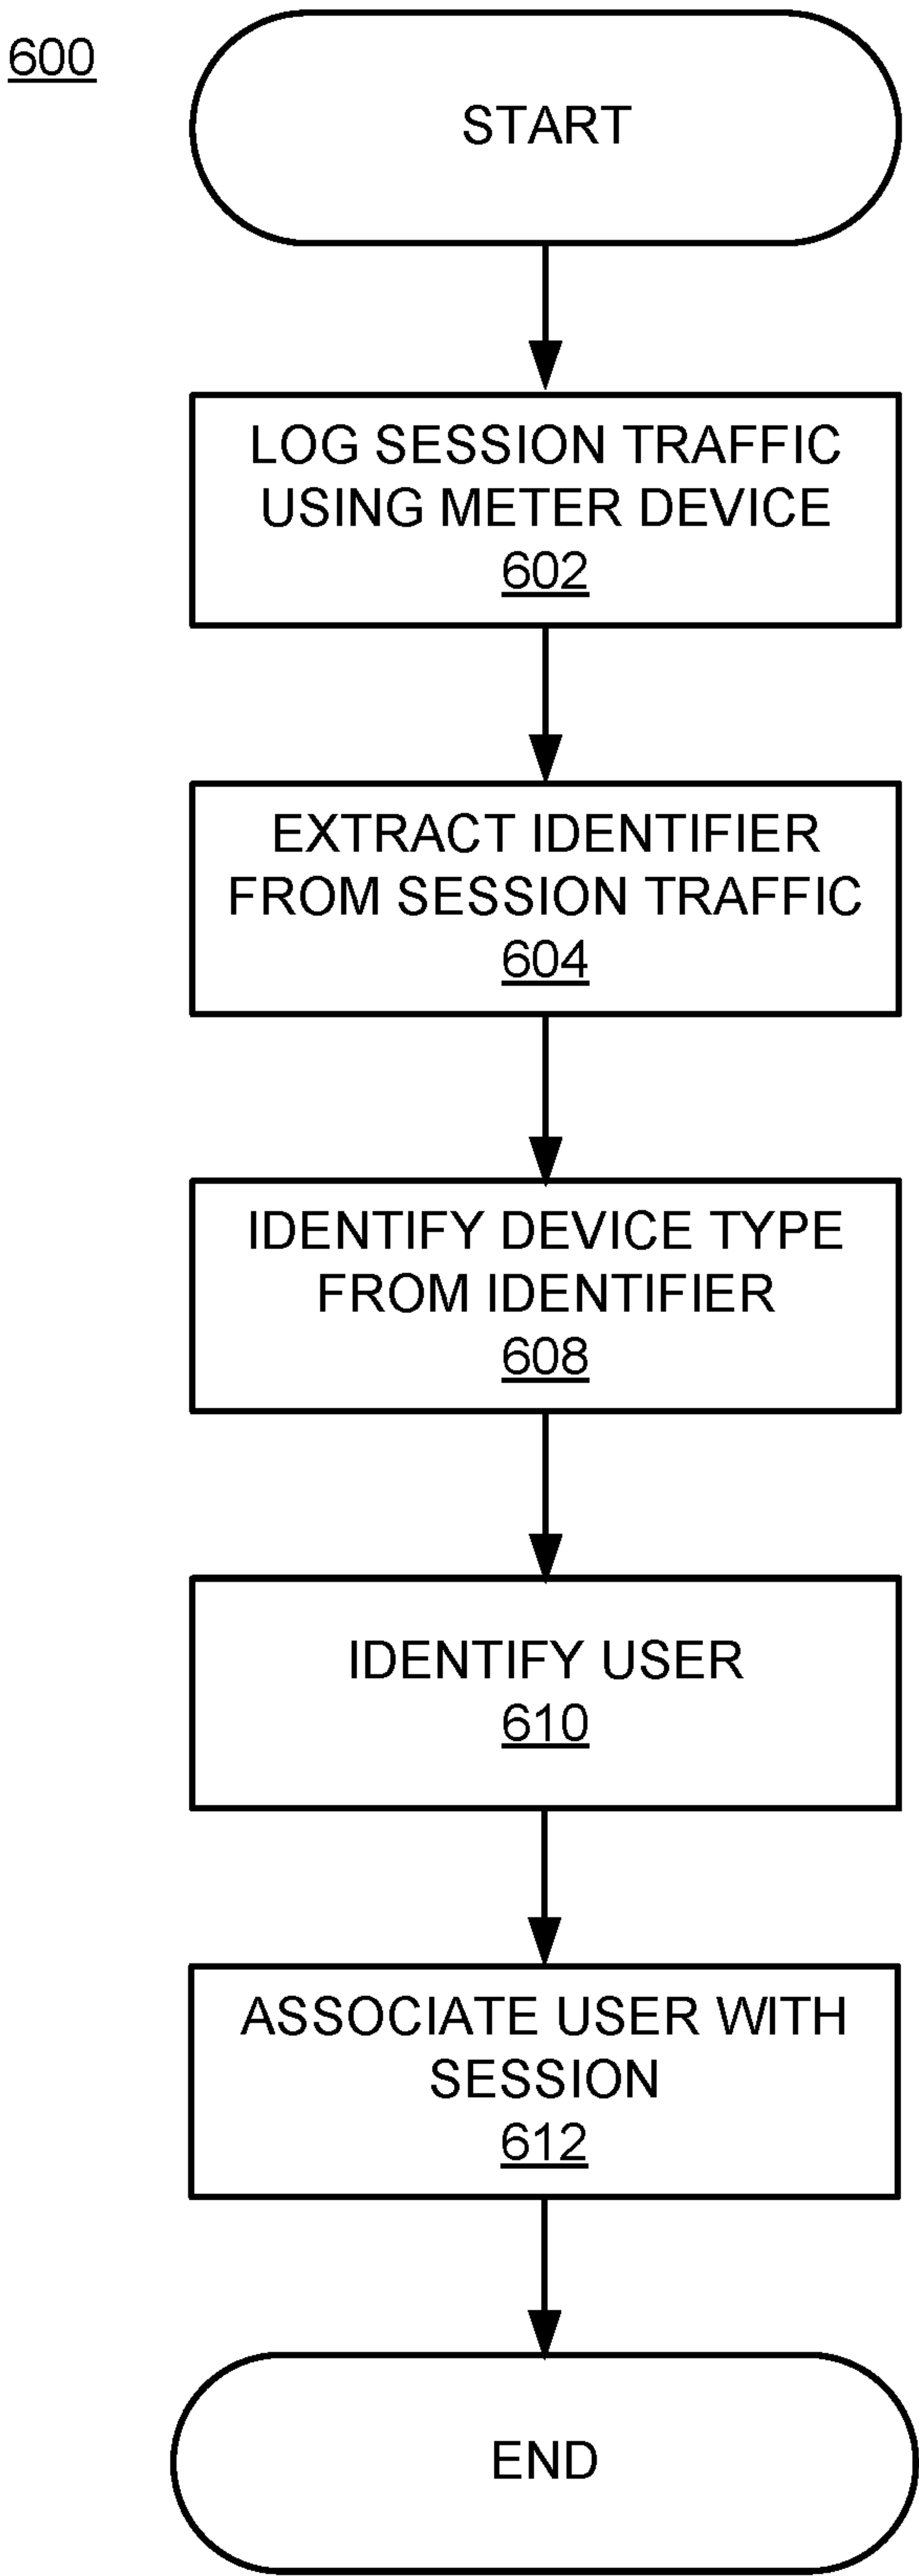 600
START
LOG SESSION TRAFFIC
USING METER DEVICE
602
EXTRACT IDENTIFIER
FROM SESSION TRAFFIC
604
IDENTIFY DEVICE TYPE
FROM IDENTIFIER
608
IDENTIFY USER
610
ASSOCIATE USER WITH
SESSION
612
END